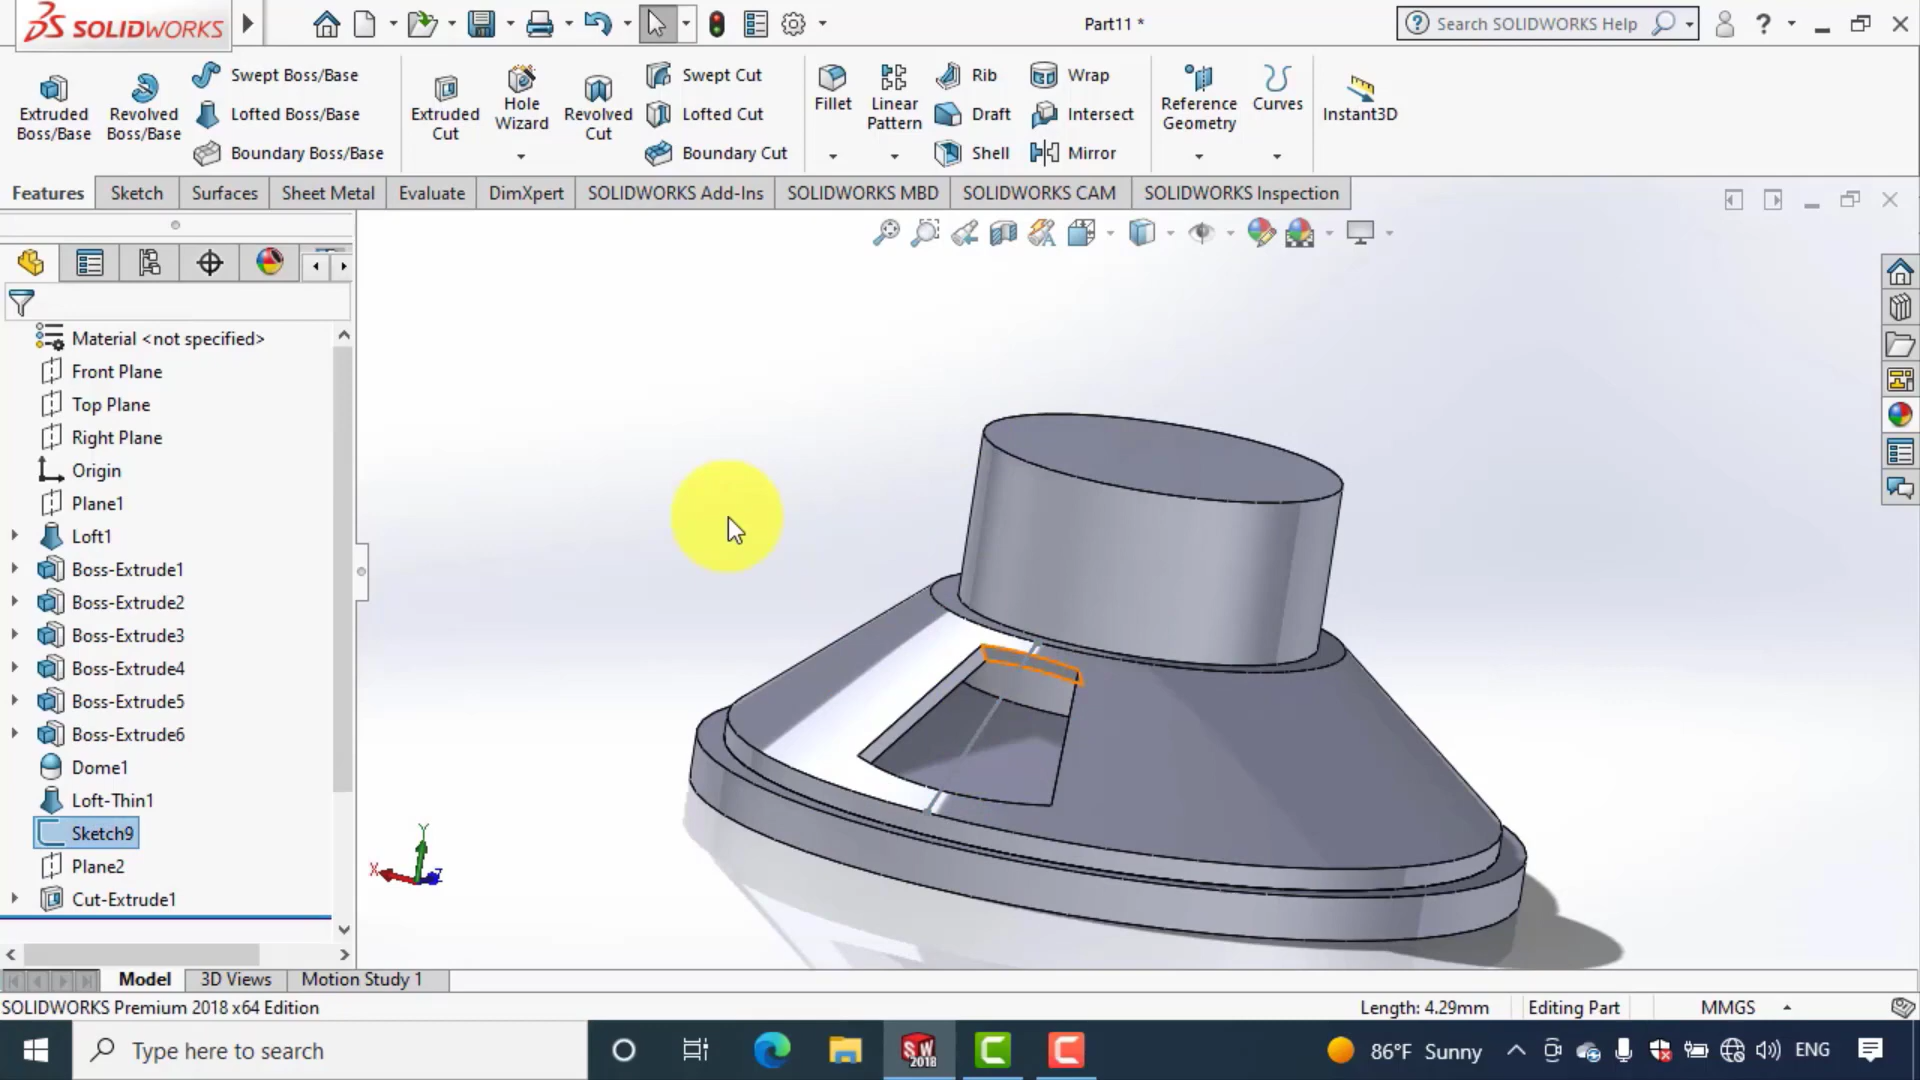 SOLIDWORKS
Part11 *
Search SOLIDWORKS Help
Extruded Boss/Base
Revolved Boss/Base
Swept Boss/Base
Lofted Boss/Base
Boundary Boss/Base
Extruded Cut
Hole Wizard
Revolved Cut
Swept Cut
Lofted Cut
Boundary Cut
Fillet
Linear Pattern
Rib
Draft
Shell
Wrap
Intersect
Mirror
Reference Geometry
Curves
Instant3D
Features
Sketch
Surfaces
Sheet Metal
Evaluate
DimXpert
SOLIDWORKS Add-Ins
SOLIDWORKS MBD
SOLIDWORKS CAM
SOLIDWORKS Inspection
Material <not specified>
Front Plane
Top Plane
Right Plane
Origin
Plane1
Loft1
Boss-Extrude1
Boss-Extrude2
Boss-Extrude3
Boss-Extrude4
Boss-Extrude5
Boss-Extrude6
Dome1
Loft-Thin1
Sketch9
Plane2
Cut-Extrude1
Y
X
Z
Model
3D Views
Motion Study 1
SOLIDWORKS Premium 2018 x64 Edition
Length: 4.29mm
Editing Part
MMGS
Type here to search
SW
2018
86°F Sunny
ENG